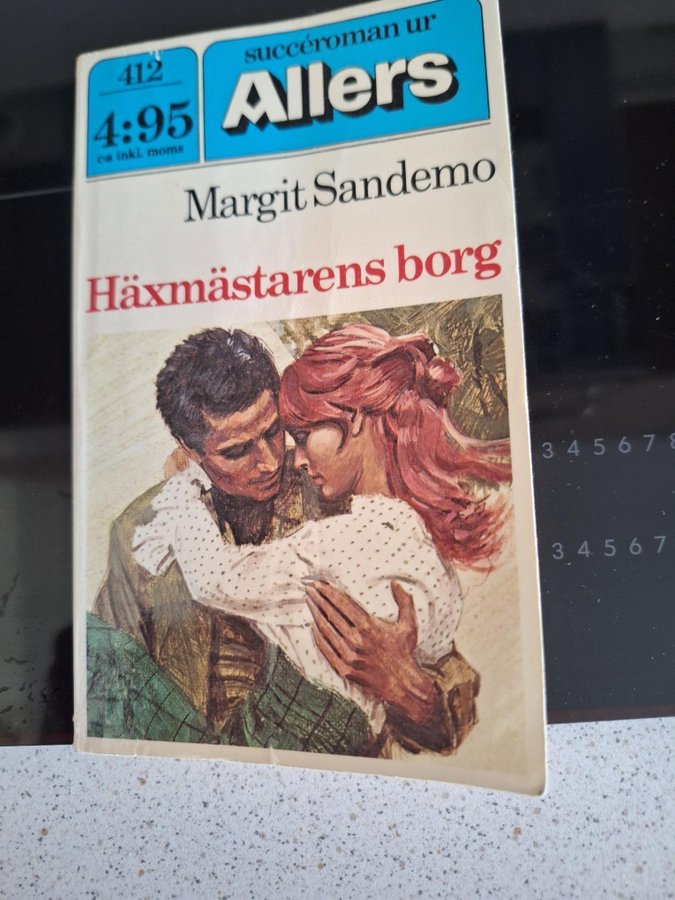 412
4:95
c:a inkl. moms
succéroman ur
Allers
Margit Sandemo
Häxmästarens borg
3 4 5 6 7 8
3 4 5 6 7